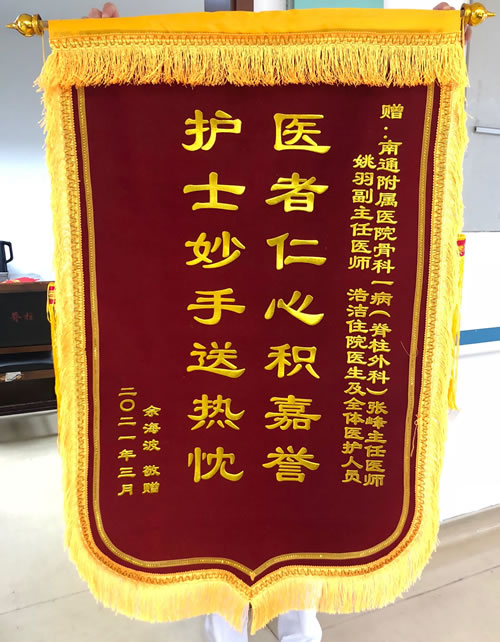 赠：南通附属医院骨科一病（脊柱外科）张峰主任医师
姚羽副主任医师 浩洁住院医生及全体医护人员
医者仁心积嘉誉
护士妙手送热忱
余海波 敬赠
二〇二一年三月
脊柱